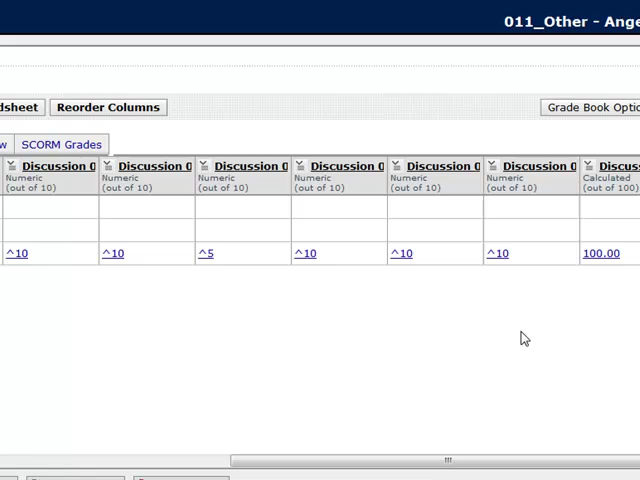 011_Other - Ange
dsheet Reorder Columns Grade Book Optio
w SCORM Grades
Discussion 0 Discussion 0 Discussion 0 Discussion 0 Discussion 0 Discussion 0 Discuss
Numeric Numeric Numeric Numeric Numeric Numeric Calculated
(out of 10) (out of 10) (out of 10) (out of 10) (out of 10) (out of 10) (out of 100)
^10 ^10 ^5 ^10 ^10 ^10 100.00